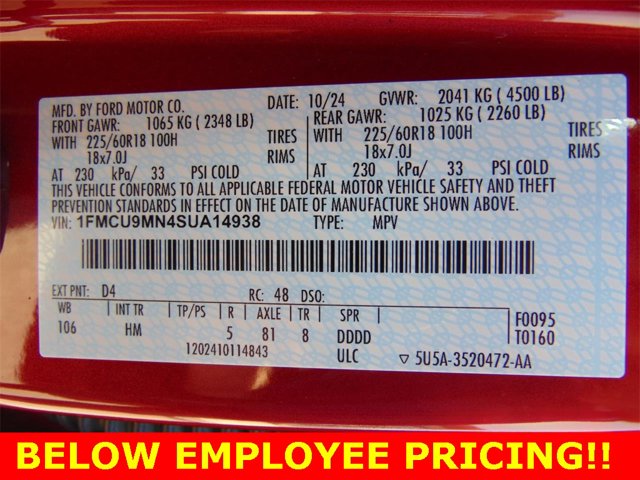 MFD. BY FORD MOTOR CO. DATE: 10/24 GVWR: 2041 KG ( 4500 LB)
FRONT GAWR: 1065 KG ( 2348 LB) REAR GAWR: 1025 KG ( 2260 LB)
WITH 225/60R18 100H TIRES WITH 225/60R18 100H TIRES
18x7.0J RIMS 18x7.0J RIMS
AT 230 kPa/ 33 PSI COLD AT 230 kPa/ 33 PSI COLD
THIS VEHICLE CONFORMS TO ALL APPLICABLE FEDERAL MOTOR VEHICLE SAFETY AND THEFT
PREVENTION STANDARDS IN EFFECT ON THE DATE OF MANUFACTURE SHOWN ABOVE.
VIN: 1FMCU9MN4SUA14938 TYPE: MPV
EXT PNT: D4 RC: 48 DSO:
WB INT TR TP/PS R AXLE TR SPR F0095
106 HM 5 81 8 DDDD T0160
1202410114843 ULC ▽ 5U5A-3520472-AA
BELOW EMPLOYEE PRICING!!